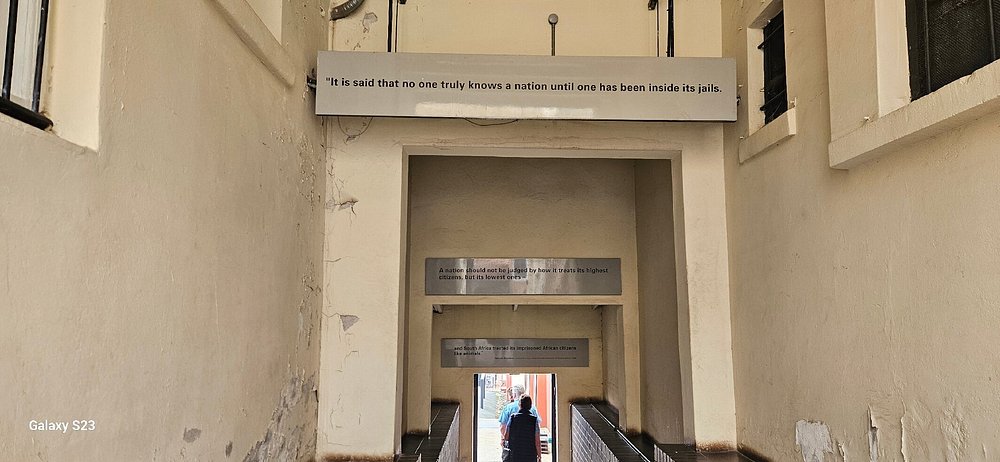 "It is said that no one truly knows a nation until one has been inside its jails.
A nation should not be judged by how it treats its highest
citizens, but its lowest ones –
and South Africa treated its imprisoned African citizens
like animals."
Galaxy S23